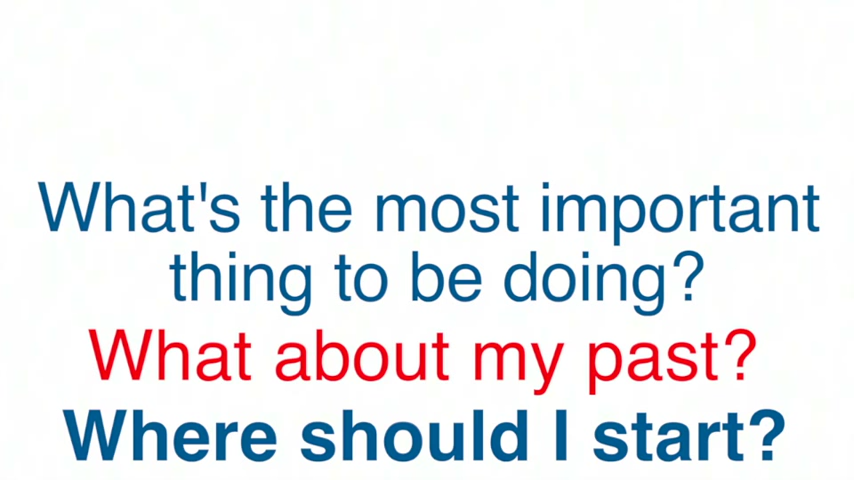 What's the most important
thing to be doing?
What about my past?
Where should I start?